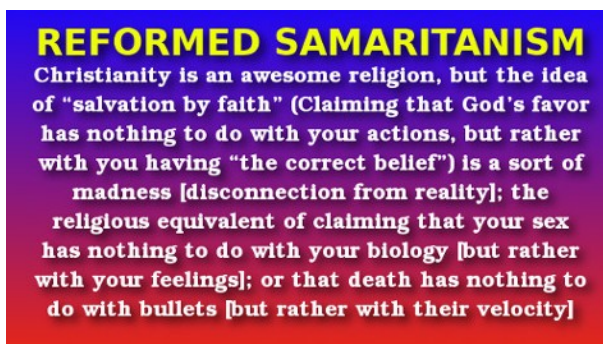 REFORMED SAMARITANISM
Christianity is an awesome religion, but the idea
of “salvation by faith” (Claiming that God’s favor
has nothing to do with your actions, but rather
with you having “the correct belief”) is a sort of
madness [disconnection from reality]; the
religious equivalent of claiming that your sex
has nothing to do with your biology [but rather
with your feelings]; or that death has nothing to
do with bullets [but rather with their velocity]